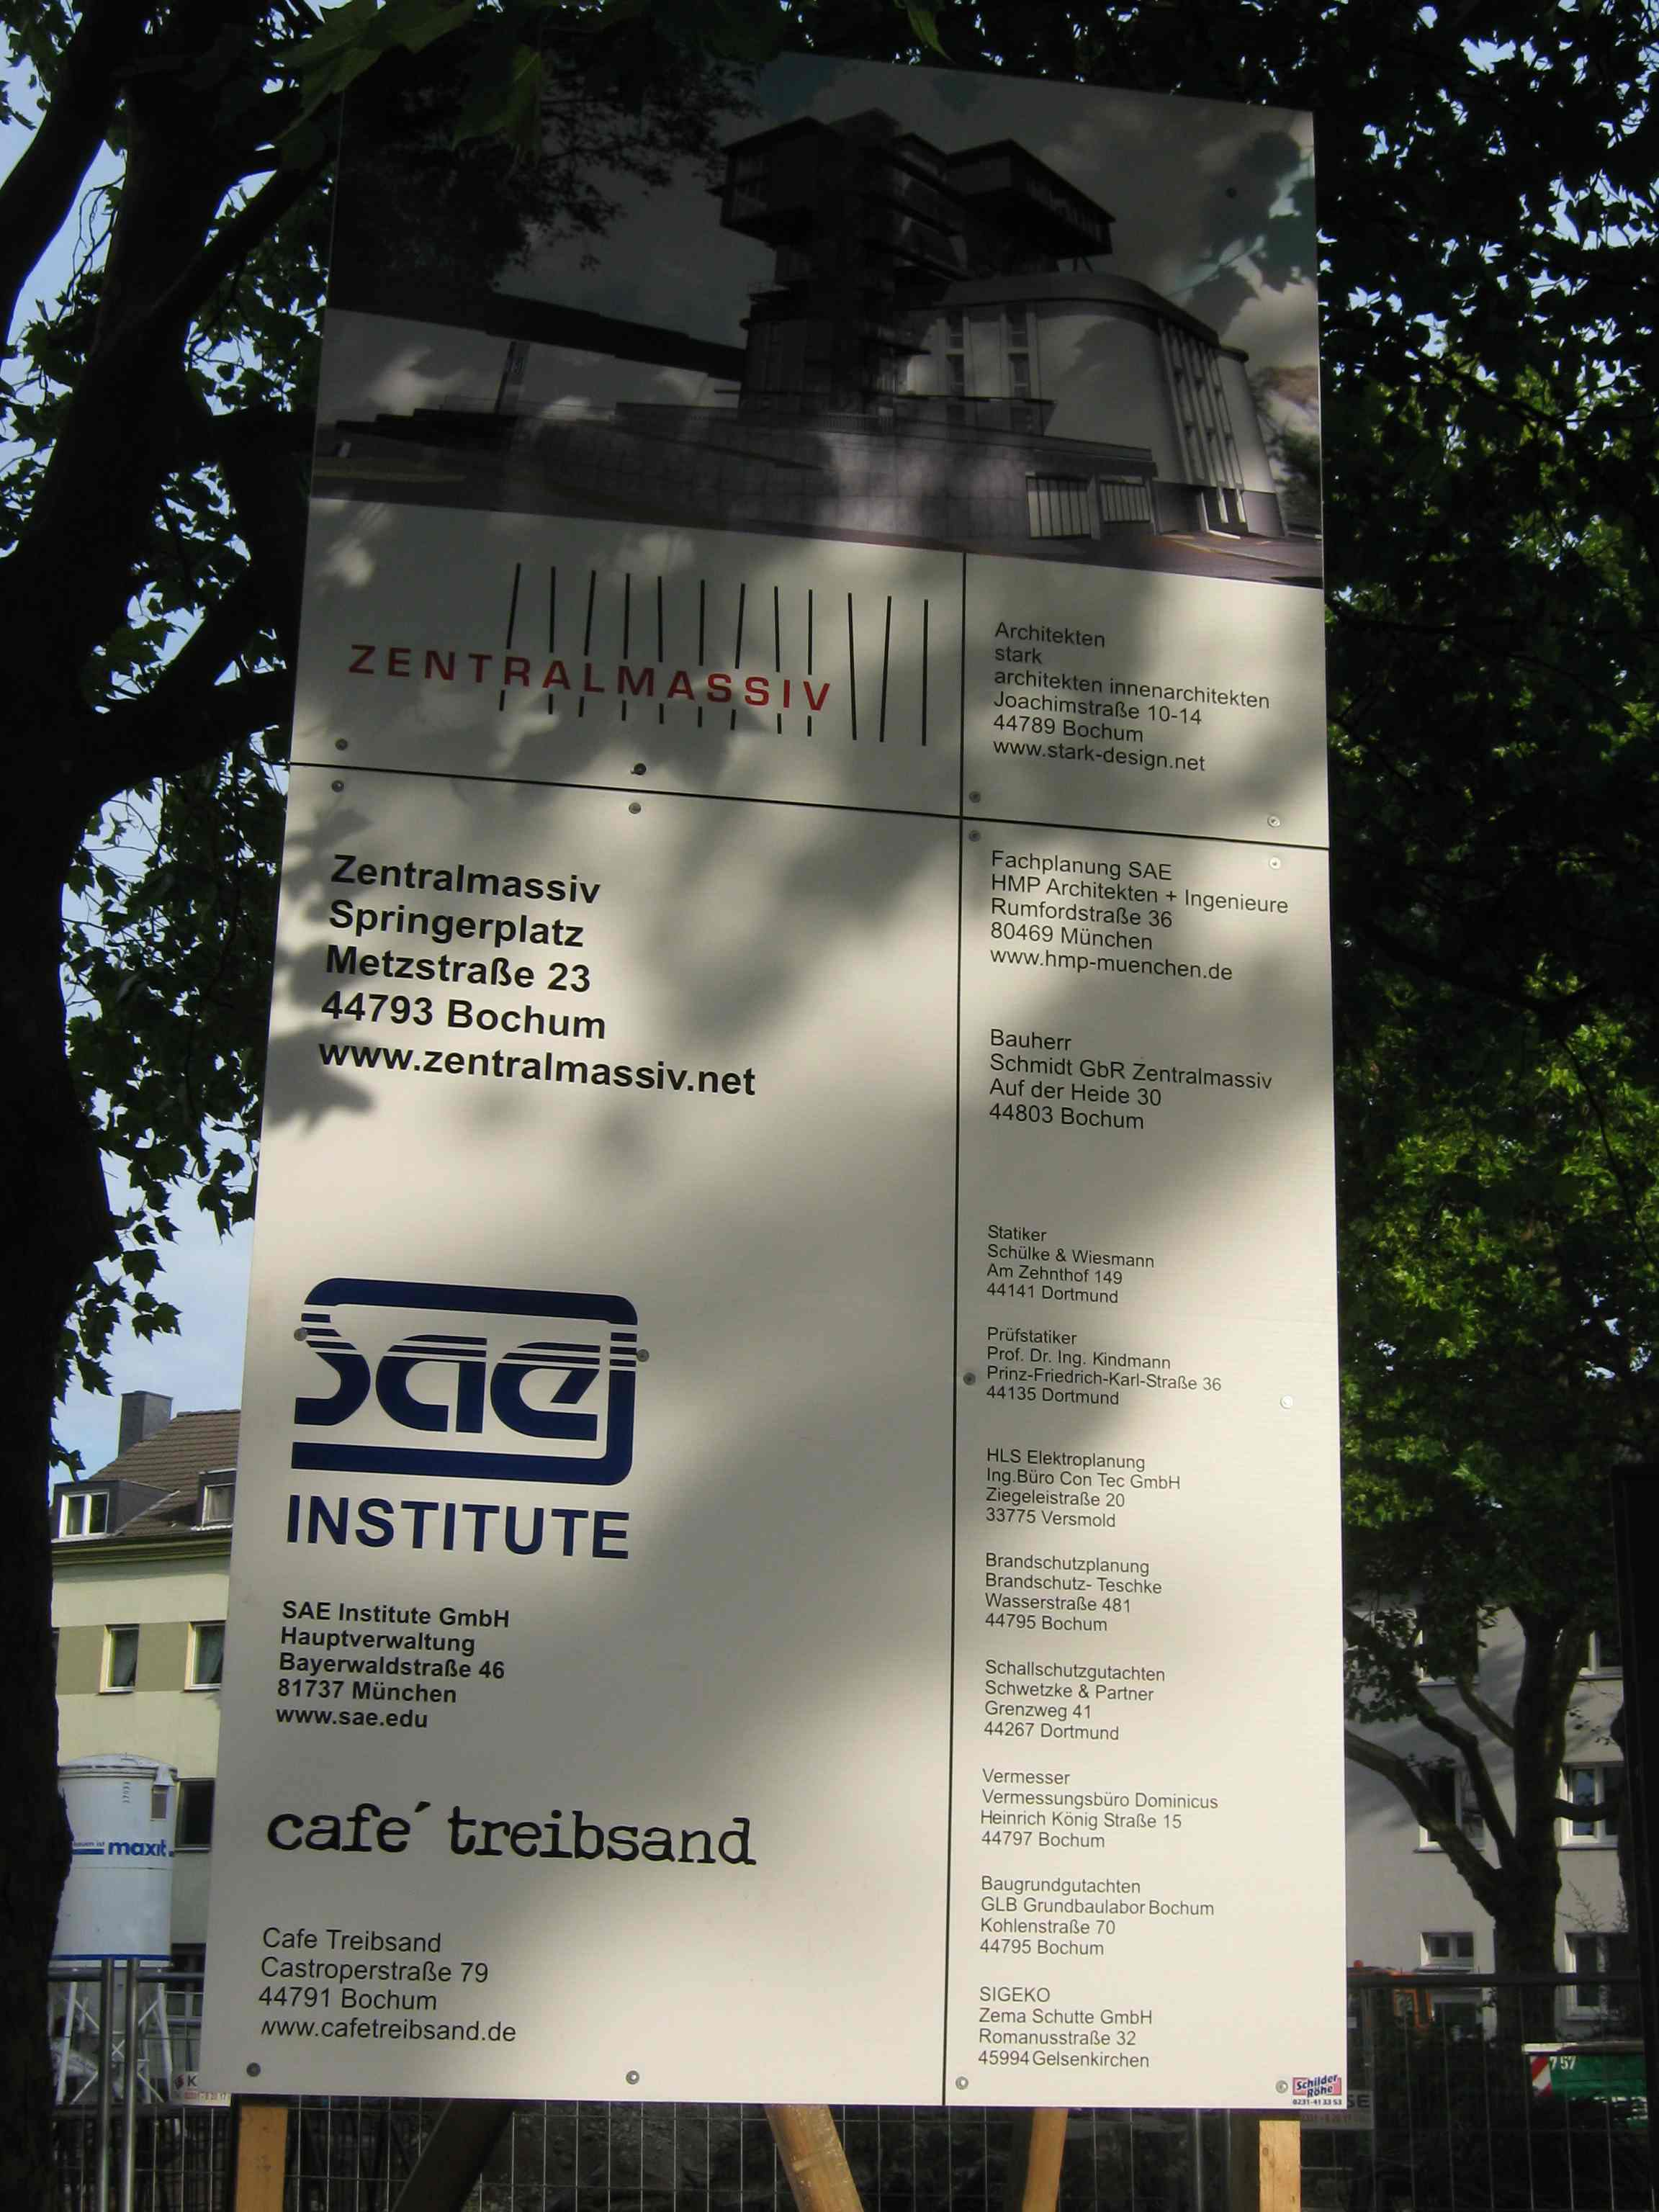 ZENTRALMASSIV
Architekten
stark
architekten innenarchitekten
Joachimstraße 10-14
44789 Bochum
www.stark-design.net
Zentralmassiv
Springerplatz
Metzstraße 23
44793 Bochum
www.zentralmassiv.net
sae
INSTITUTE
SAE Institute GmbH
Hauptverwaltung
Bayerwaldstraße 46
81737 München
www.sae.edu
cafe´ treibsand
Cafe Treibsand
Castroperstraße 79
44791 Bochum
www.cafetreibsand.de
Fachplanung SAE
HMP Architekten + Ingenieure
Rumfordstraße 36
80469 München
www.hmp-muenchen.de
Bauherr
Schmidt GbR Zentralmassiv
Auf der Heide 30
44803 Bochum
Statiker
Schülke & Wiesmann
Am Zehnthof 149
44141 Dortmund
Prüfstatiker
Prof. Dr. Ing. Kindmann
Prinz-Friedrich-Karl-Straße 36
44135 Dortmund
HLS Elektroplanung
Ing.Büro Con Tec GmbH
Ziegeleistraße 20
33775 Versmold
Brandschutzplanung
Brandschutz- Teschke
Wasserstraße 481
44795 Bochum
Schallschutzgutachten
Schwetzke & Partner
Grenzweg 41
44267 Dortmund
Vermesser
Vermessungsbüro Dominicus
Heinrich König Straße 15
44797 Bochum
Baugrundgutachten
GLB Grundbaulabor Bochum
Kohlenstraße 70
44795 Bochum
SIGEKO
Zema Schutte GmbH
Romanusstraße 32
45994 Gelsenkirchen
Schilder
Röhe
0231-41 33 53
maxit
757